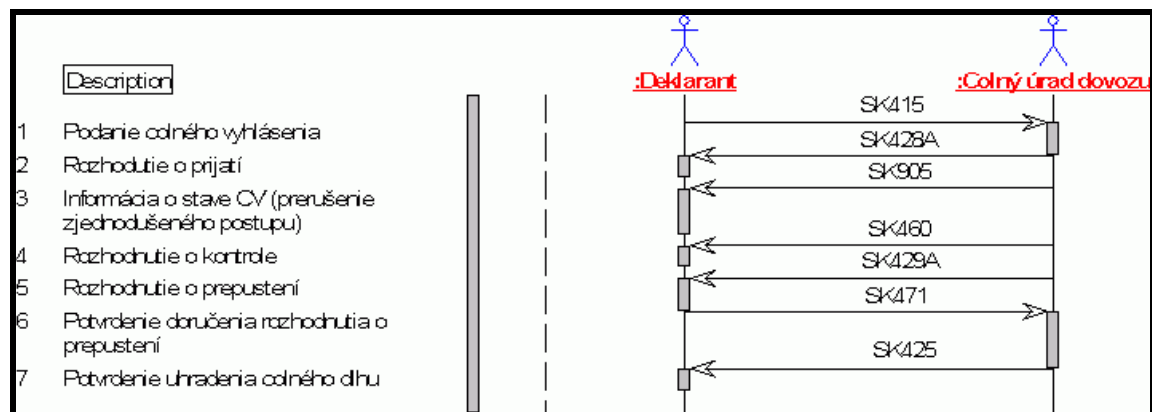 :Deklarant :Colný úrad dovozu
Description
SK415
1 Podanie colného vyhlásenia
SK428A
2 Rozhodutie o prijatí
SK905
3 Informácia o stave CV (prerušenie
zjednodušeného postupu)
SK460
4 Rozhodnutie o kontrole
SK429A
5 Rozhodnutie o prepustení
SK471
6 Potvrdenie doručenia rozhodnutia o
prepustení
SK425
7 Potvrdenie uhradenia colného dlhu